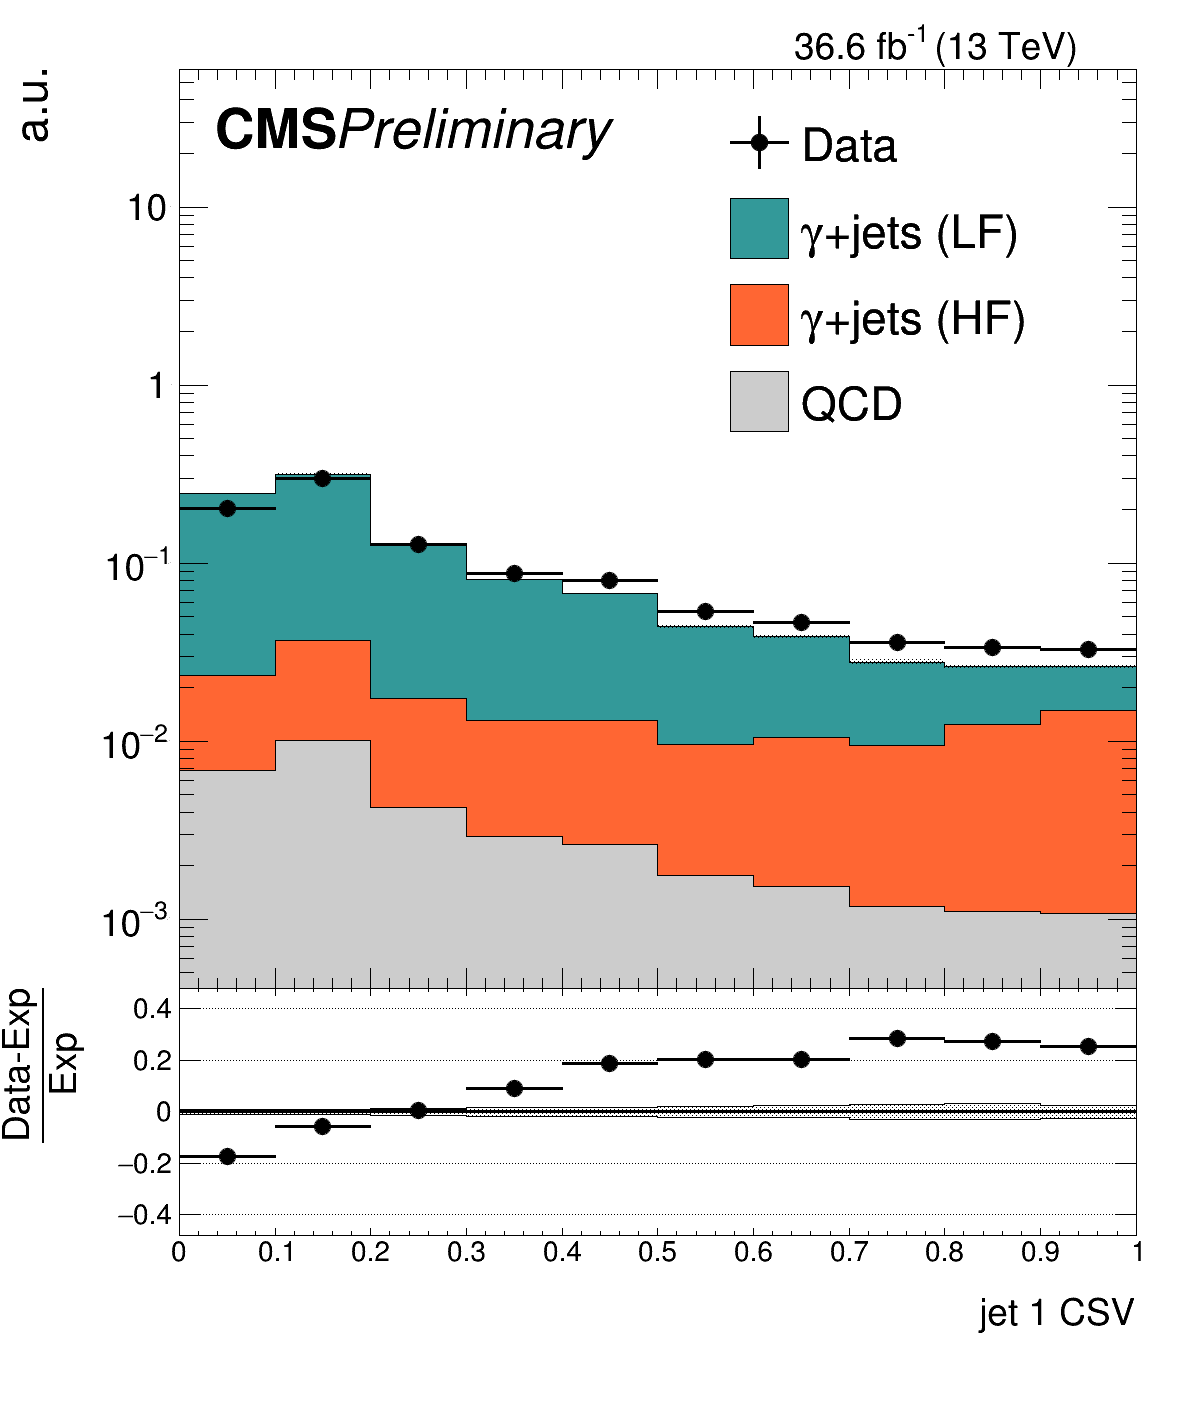 36.6 fb⁻¹ (13 TeV)
a.u.
CMS Preliminary
Data
γ+jets (LF)
γ+jets (HF)
QCD
10
1
10⁻¹
10⁻²
10⁻³
Data-Exp
Exp
0.4
0.2
0
−0.2
−0.4
0 0.1 0.2 0.3 0.4 0.5 0.6 0.7 0.8 0.9 1
jet 1 CSV